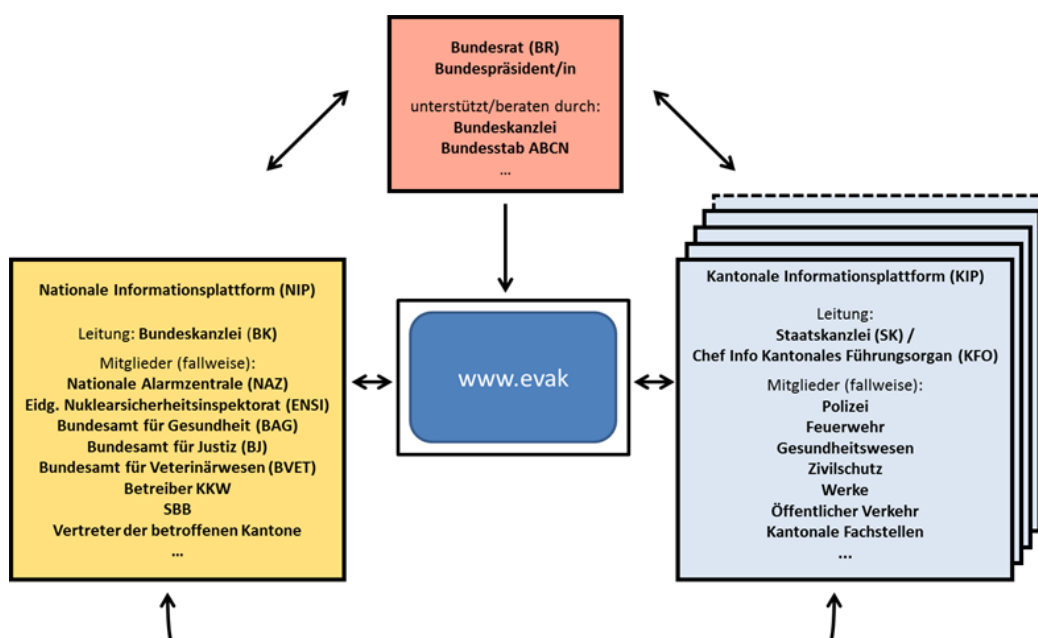 Bundesrat (BR)
Bundespräsident/in
unterstützt/beraten durch:
Bundeskanzlei
Bundesstab ABCN
...
Nationale Informationsplattform (NIP)
Leitung: Bundeskanzlei (BK)
Mitglieder (fallweise):
Nationale Alarmzentrale (NAZ)
Eidg. Nuklearsicherheitsinspektorat (ENSI)
Bundesamt für Gesundheit (BAG)
Bundesamt für Justiz (BJ)
Bundesamt für Veterinärwesen (BVET)
Betreiber KKW
SBB
Vertreter der betroffenen Kantone
...
www.evak
Kantonale Informationsplattform (KIP)
Leitung:
Staatskanzlei (SK) /
Chef Info Kantonales Führungsorgan (KFO)
Mitglieder (fallweise):
Polizei
Feuerwehr
Gesundheitswesen
Zivilschutz
Werke
Öffentlicher Verkehr
Kantonale Fachstellen
...